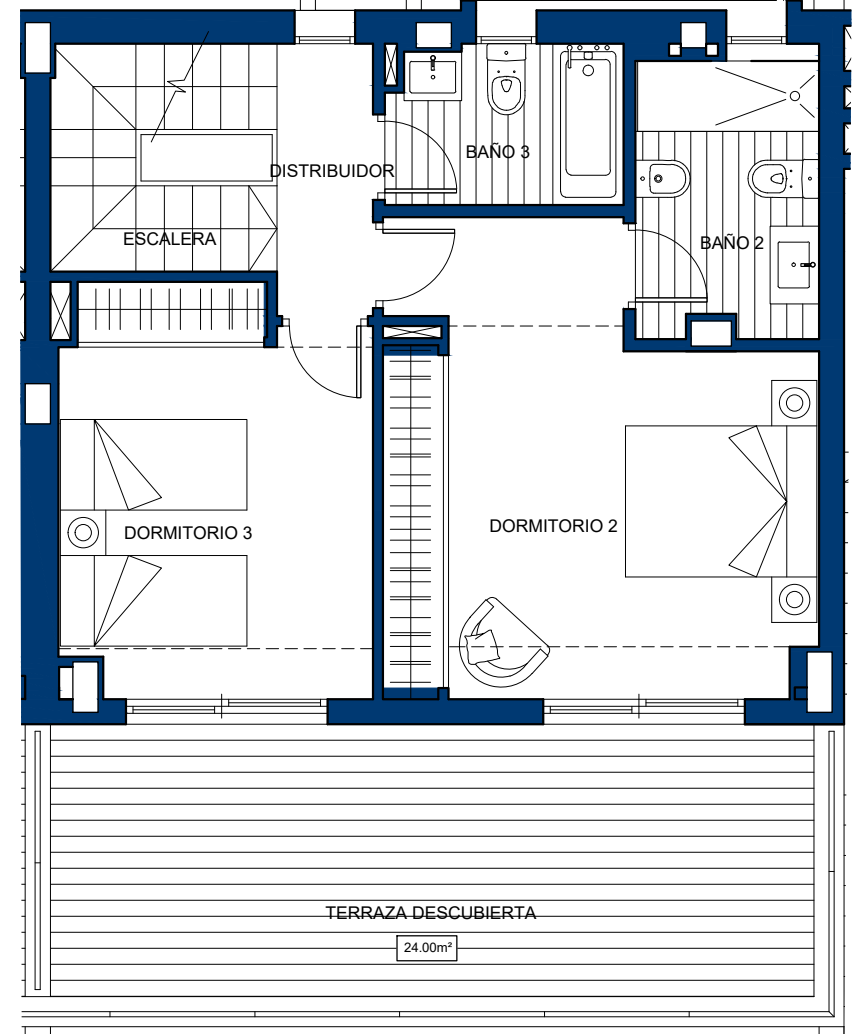 BAÑO 3
DISTRIBUIDOR
ESCALERA
BAÑO 2
DORMITORIO 3
DORMITORIO 2
TERRAZA DESCUBIERTA
24.00m²